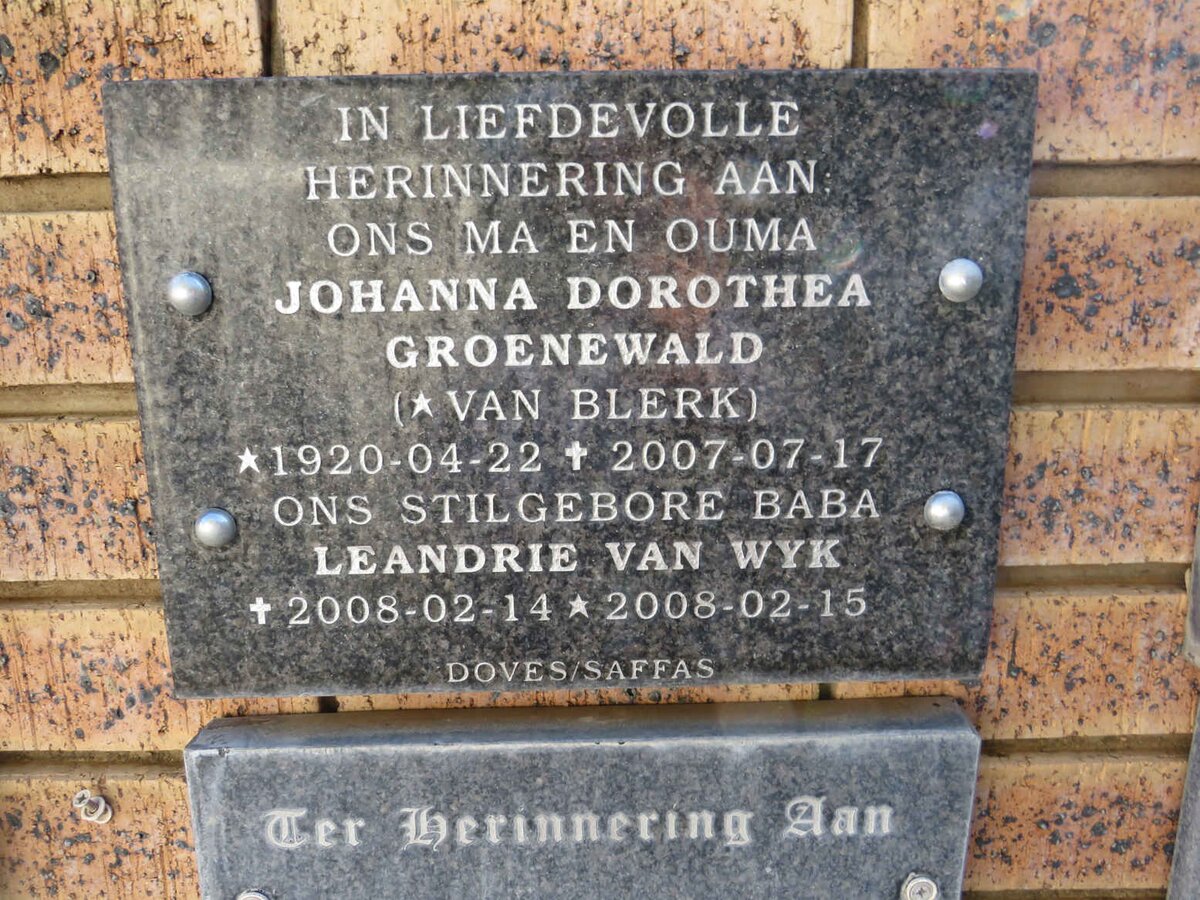 IN LIEFDEVOLLE
HERINNERING AAN
ONS MA EN OUMA
JOHANNA DOROTHEA
GROENEWALD
(★VAN BLERK)
★1920-04-22 ✝ 2007-07-17
ONS STILGEBORE BABA
LEANDRIE VAN WYK
✝2008-02-14 ★ 2008-02-15
DOVES/SAFFAS
Ter Herinnering Aan